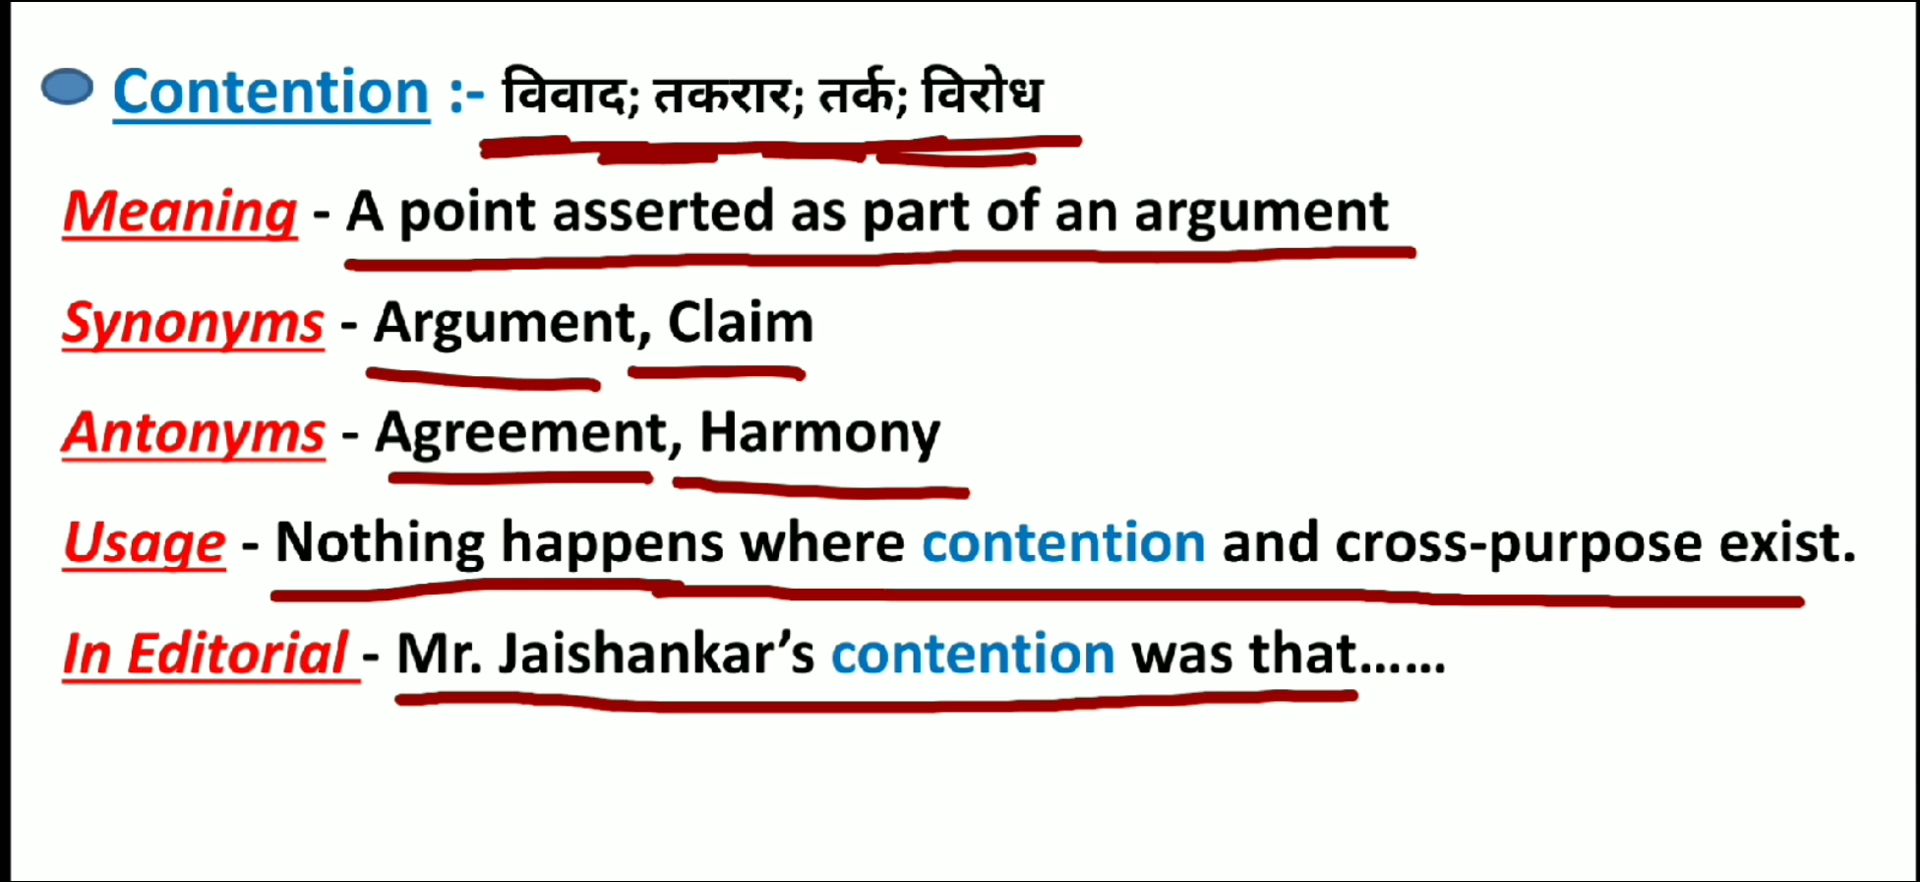 Contention :- विवाद; तकरार; तर्क; विरोध
Meaning - A point asserted as part of an argument
Synonyms - Argument, Claim
Antonyms - Agreement, Harmony
Usage - Nothing happens where contention and cross-purpose exist.
In Editorial - Mr. Jaishankar’s contention was that......